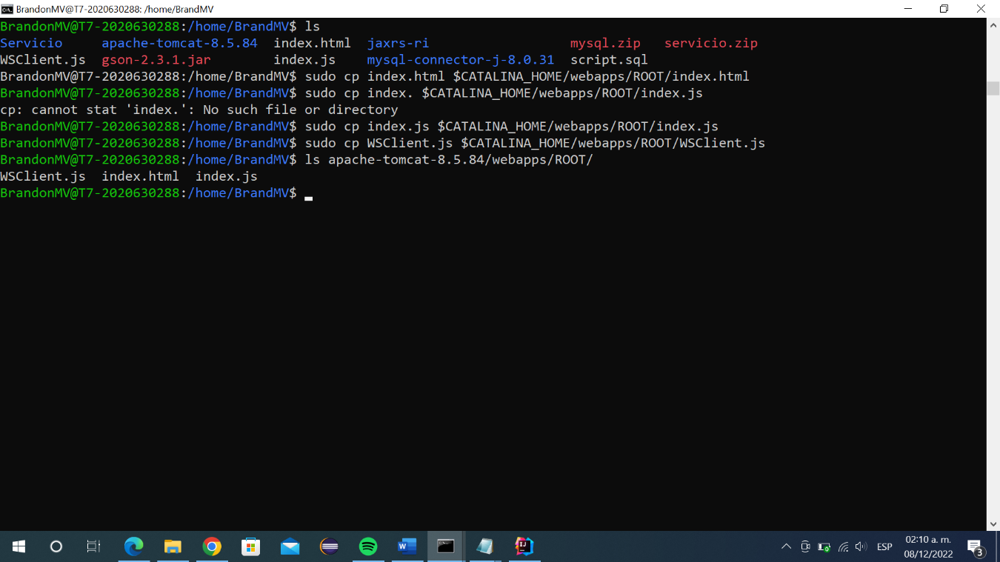 BrandonMV@T7-2020630288: /home/BrandMV
BrandonMV@T7-2020630288:/home/BrandMV$ ls
Servicio apache-tomcat-8.5.84 index.html jaxrs-ri mysql.zip servicio.zip
WSClient.js gson-2.3.1.jar index.js mysql-connector-j-8.0.31 script.sql
BrandonMV@T7-2020630288:/home/BrandMV$ sudo cp index.html $CATALINA_HOME/webapps/ROOT/index.html
BrandonMV@T7-2020630288:/home/BrandMV$ sudo cp index. $CATALINA_HOME/webapps/ROOT/index.js
cp: cannot stat 'index.': No such file or directory
BrandonMV@T7-2020630288:/home/BrandMV$ sudo cp index.js $CATALINA_HOME/webapps/ROOT/index.js
BrandonMV@T7-2020630288:/home/BrandMV$ sudo cp WSClient.js $CATALINA_HOME/webapps/ROOT/WSClient.js
BrandonMV@T7-2020630288:/home/BrandMV$ ls apache-tomcat-8.5.84/webapps/ROOT/
WSClient.js index.html index.js
BrandonMV@T7-2020630288:/home/BrandMV$
ESP
02:10 a. m.
08/12/2022
3